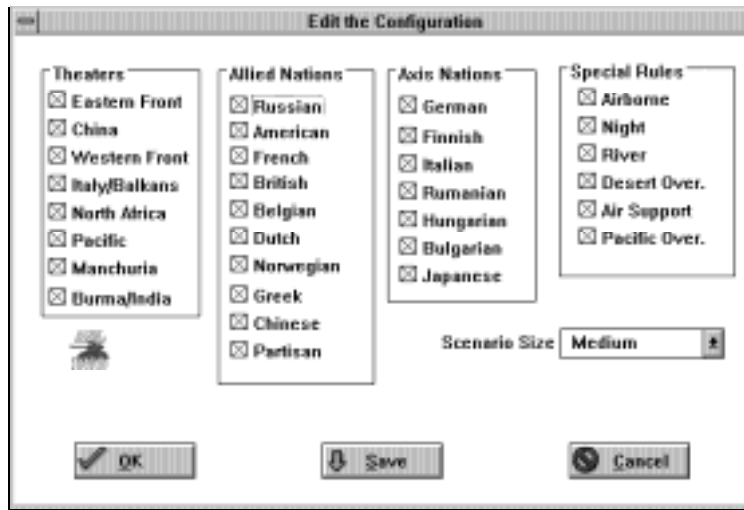 Edit the Configuration
Theaters
Eastern Front
China
Western Front
Italy/Balkans
North Africa
Pacific
Manchuria
Burma/India
Allied Nations
Russian
American
French
British
Belgian
Dutch
Norwegian
Greek
Chinese
Partisan
Axis Nations
German
Finnish
Italian
Rumanian
Hungarian
Bulgarian
Japanese
Special Rules
Airborne
Night
River
Desert Over.
Air Support
Pacific Over.
Scenario Size Medium
OK
Save
Cancel